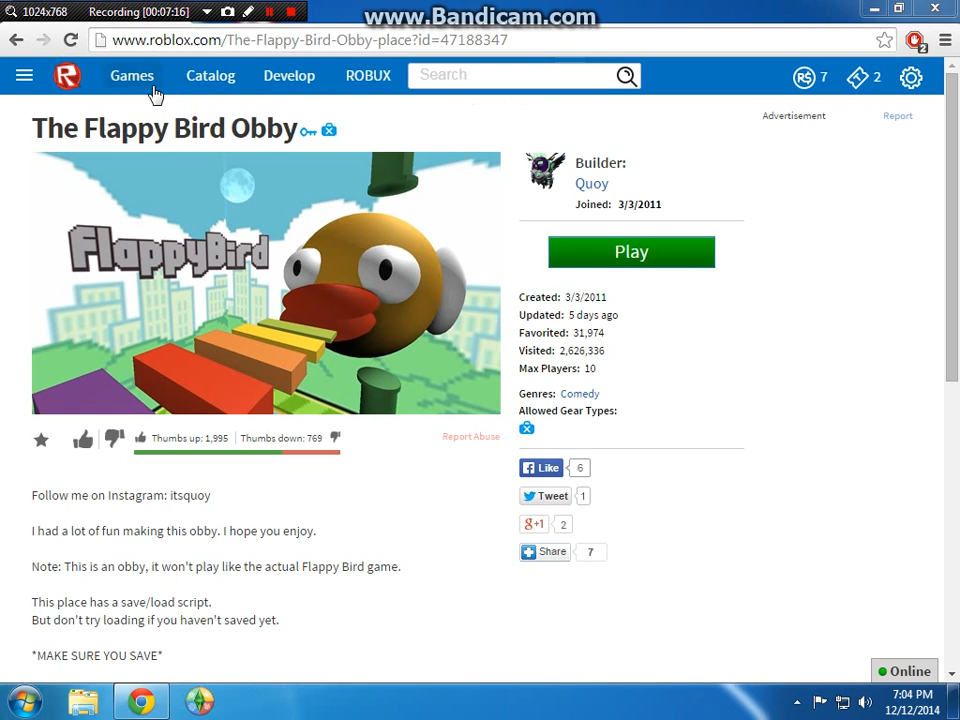 1024x768 Recording [00:07:16]
www.Bandicam.com
www.roblox.com/The-Flappy-Bird-Obby-place?id=47188347
2
R Games Catalog Develop ROBUX Search R$ 7 2
The Flappy Bird Obby
Advertisement Report
FlappyBird
Builder:
Quoy
Joined: 3/3/2011
Play
Created: 3/3/2011
Updated: 5 days ago
Favorited: 31,974
Visited: 2,626,336
Max Players: 10
Genres: Comedy
Allowed Gear Types:
Thumbs up: 1,995 Thumbs down: 769
Report Abuse
Like 6
Tweet 1
g+1 2
Share 7
Follow me on Instagram: itsquoy
I had a lot of fun making this obby. I hope you enjoy.
Note: This is an obby, it won't play like the actual Flappy Bird game.
This place has a save/load script.
But don't try loading if you haven't saved yet.
*MAKE SURE YOU SAVE*
Online
7:04 PM
12/12/2014